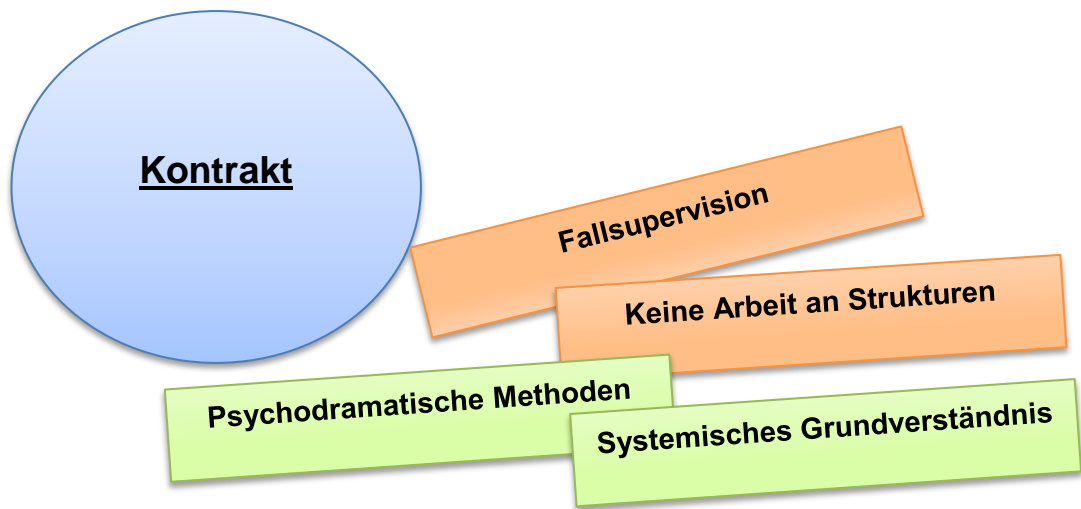 Kontrakt
Fallsupervision
Keine Arbeit an Strukturen
Psychodramatische Methoden
Systemisches Grundverständnis